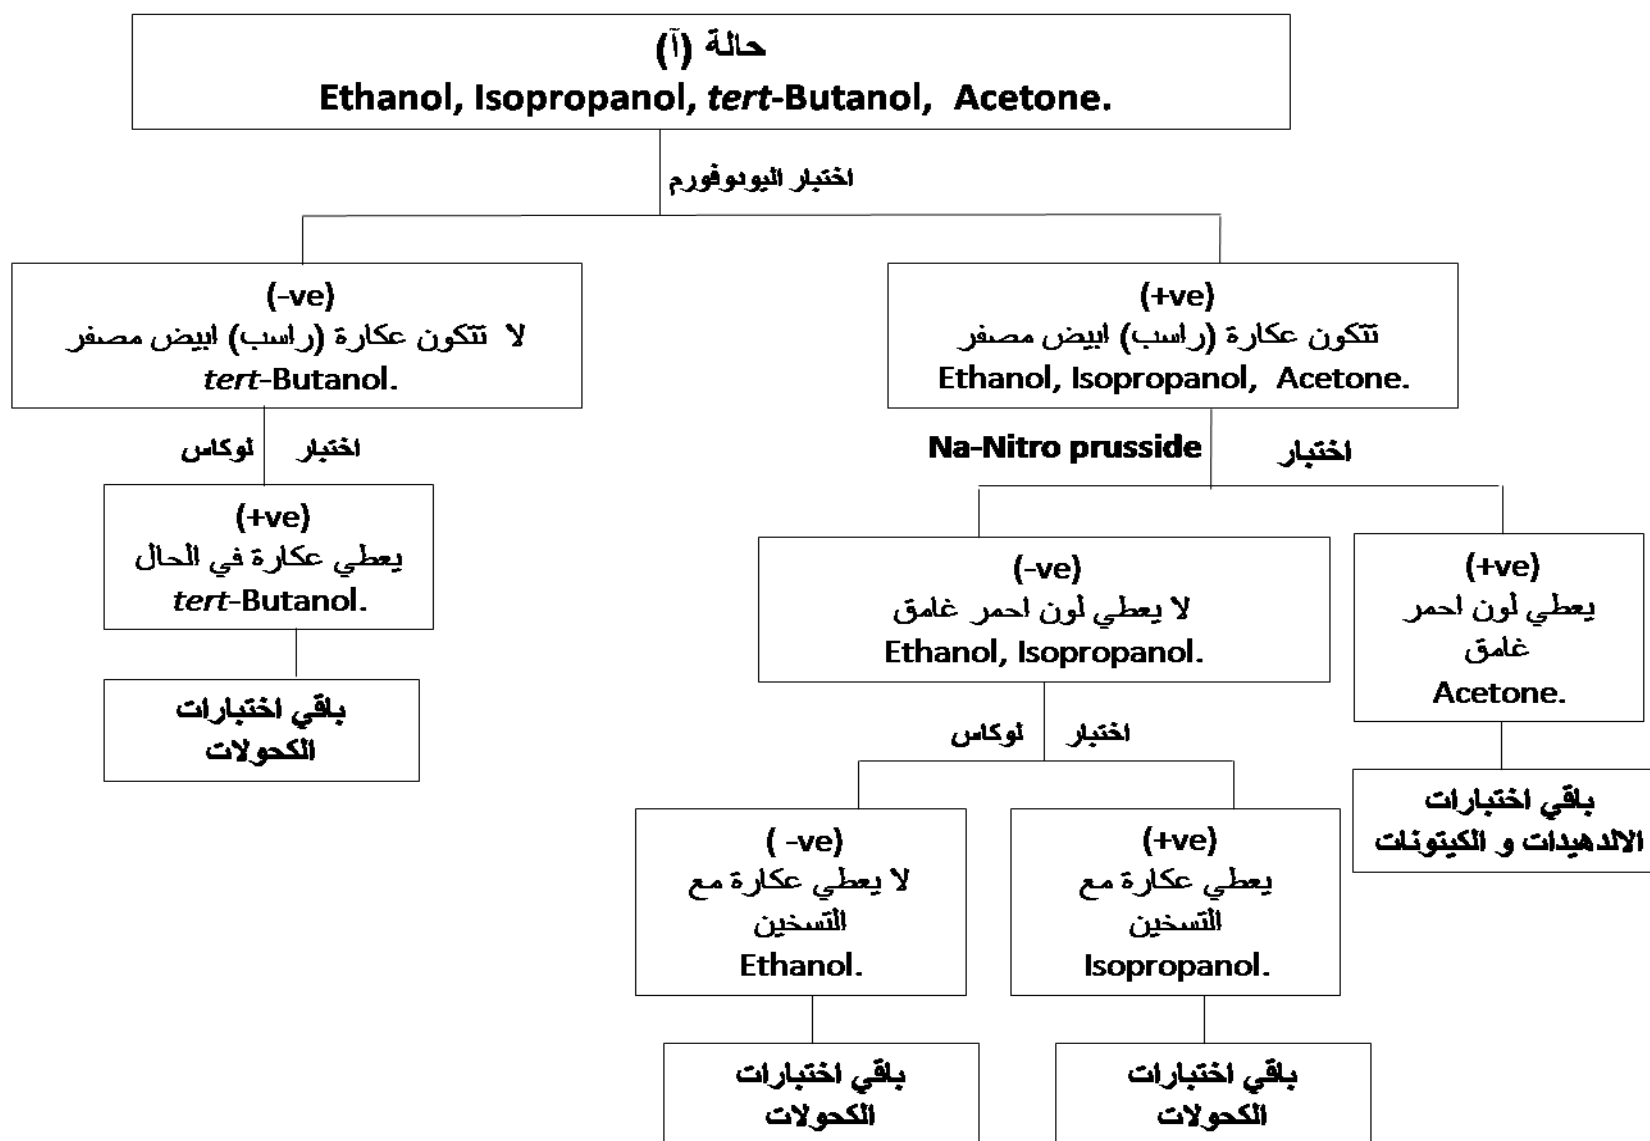 حالة (آ)
Ethanol, Isopropanol, tert-Butanol, Acetone.
اختبار اليودوفورم
(-ve)
لا تتكون عكارة (راسب) ابيض مصفر
tert-Butanol.
(+ve)
تتكون عكارة (راسب) ابيض مصفر
Ethanol, Isopropanol, Acetone.
اختبار لوكاس
(+ve)
يعطي عكارة في الحال
tert-Butanol.
باقي اختبارات
الكحولات
اختبار Na-Nitro prusside
(-ve)
لا يعطي لون احمر غامق
Ethanol, Isopropanol.
(+ve)
يعطي لون احمر
غامق
Acetone.
اختبار لوكاس
باقي اختبارات
الالدهيدات و الكيتونات
( -ve)
لا يعطي عكارة مع
التسخين
Ethanol.
(+ve)
يعطي عكارة مع
التسخين
Isopropanol.
باقي اختبارات
الكحولات
باقي اختبارات
الكحولات